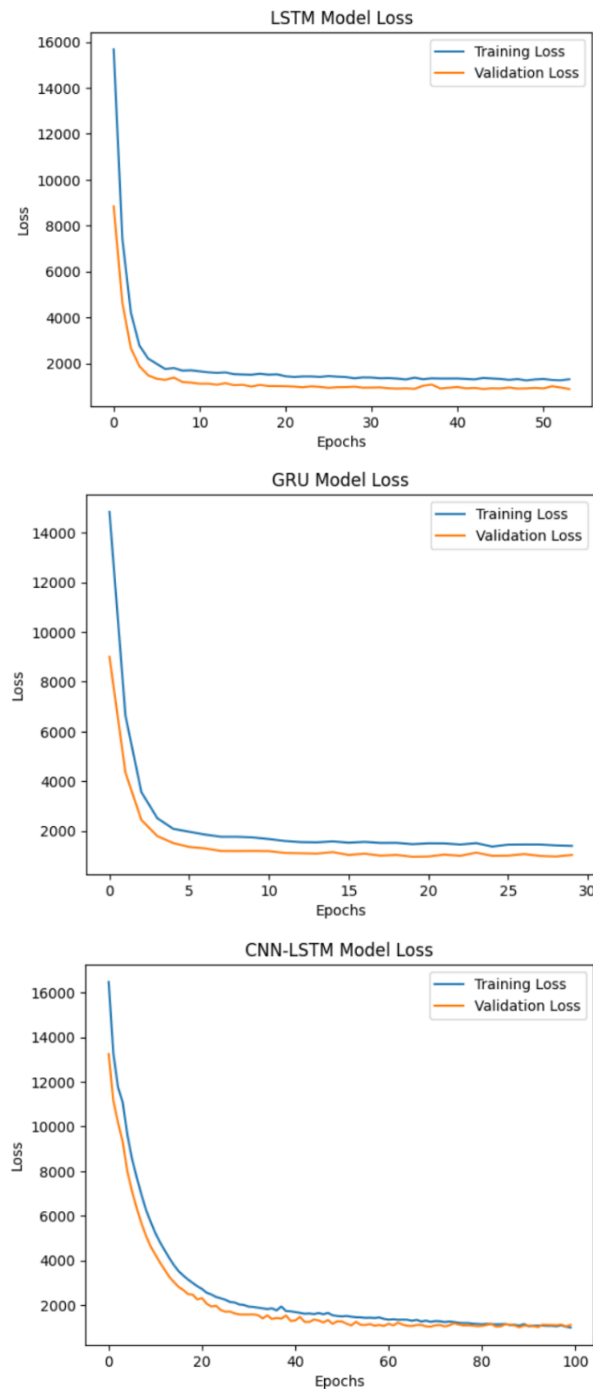 LSTM Model Loss
16000
Training Loss
Validation Loss
14000
12000
10000
Loss
8000
6000
4000
2000
0
10
20
30
40
50
Epochs
GRU Model Loss
Training Loss
14000
Validation Loss
12000
10000
Loss
8000
6000
4000
2000
0
5
10
15
20
25
30
Epochs
CNN-LSTM Model Loss
Training Loss
16000
Validation Loss
14000
12000
10000
Loss
8000
6000
4000
2000
0
20
40
60
80
100
Epochs